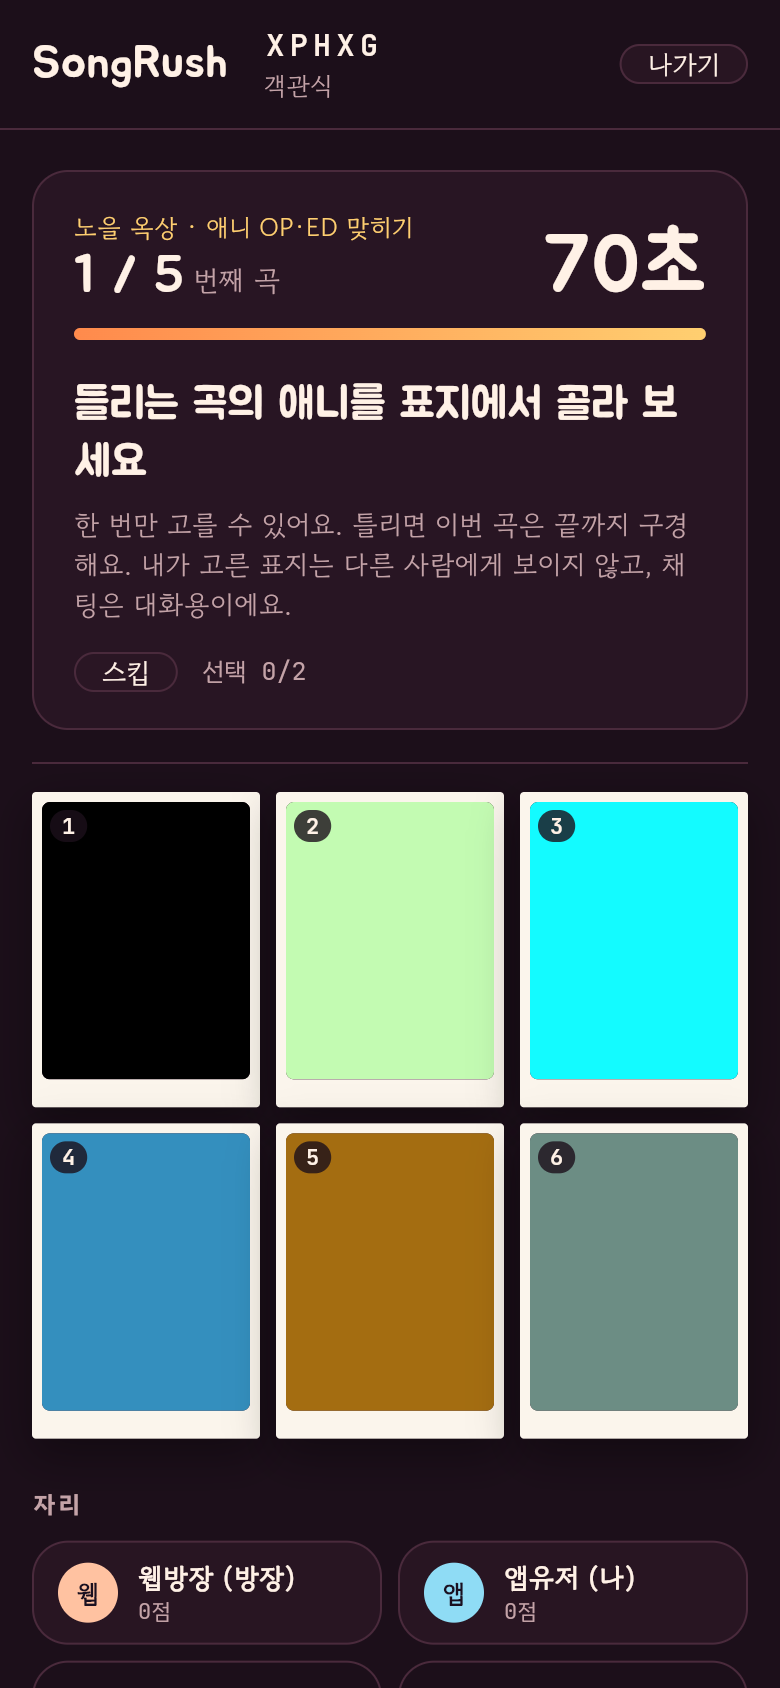 SongRush
XPHXG
객관식
나가기
노을 옥상 · 애니 OP·ED 맞히기
1 / 5 번째 곡
70초
들리는 곡의 애니를 표지에서 골라 보
세요
한 번만 고를 수 있어요. 틀리면 이번 곡은 끝까지 구경
해요. 내가 고른 표지는 다른 사람에게 보이지 않고, 채
팅은 대화용이에요.
스킵
선택 0/2
1
2
3
4
5
6
자리
웹
웹방장 (방장)
0점
앱
앱유저 (나)
0점